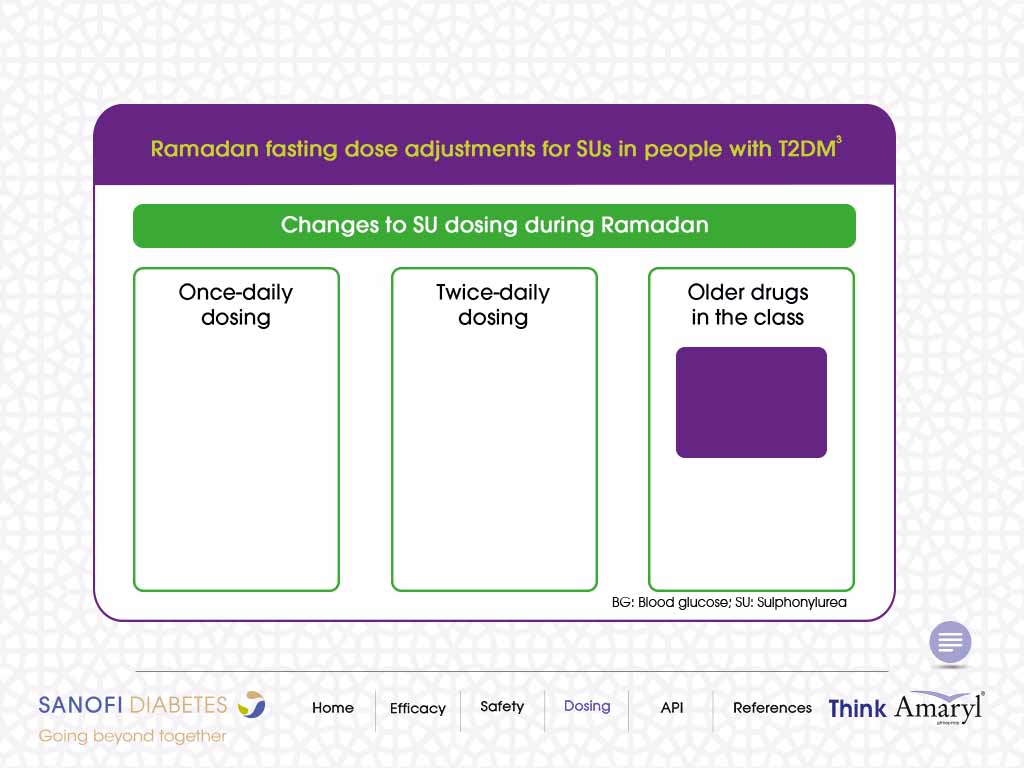 Ramadan fasting dose adjustments for SUs in people with T2DM³
Changes to SU dosing during Ramadan
Once-daily
dosing
Twice-daily
dosing
Older drugs
in the class
BG: Blood glucose; SU: Sulphonylurea
SANOFI DIABETES
Going beyond together
Home
Efficacy
Safety
Dosing
API
References
Think Amaryl®
glimepiride